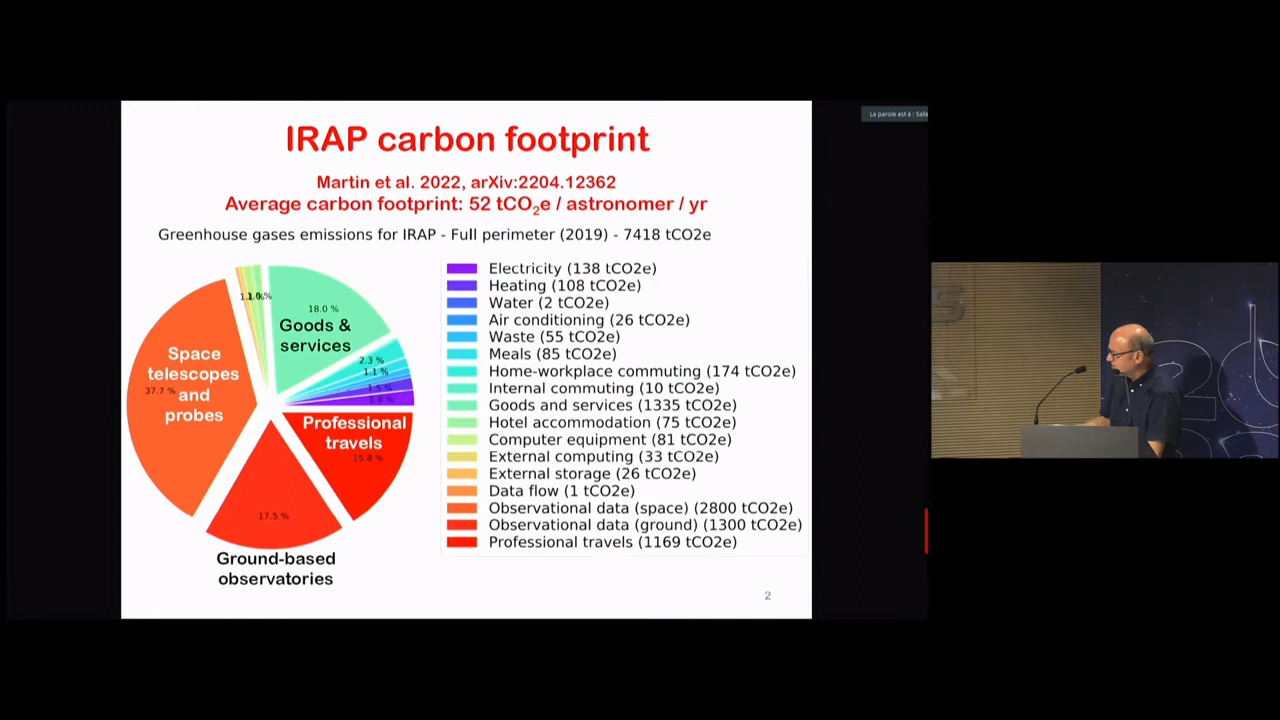 IRAP carbon footprint
La parole est à : Salle
Martin et al. 2022, arXiv:2204.12362
Average carbon footprint: 52 tCO₂e / astronomer / yr
Greenhouse gases emissions for IRAP - Full perimeter (2019) - 7418 tCO2e
18.0 %
Goods &
services
Space
telescopes
and
probes
37.7 %
2.3 %
1.1 %
1.5 %
Professional
travels
15.8 %
17.5 %
Ground-based
observatories
Electricity (138 tCO2e)
Heating (108 tCO2e)
Water (2 tCO2e)
Air conditioning (26 tCO2e)
Waste (55 tCO2e)
Meals (85 tCO2e)
Home-workplace commuting (174 tCO2e)
Internal commuting (10 tCO2e)
Goods and services (1335 tCO2e)
Hotel accommodation (75 tCO2e)
Computer equipment (81 tCO2e)
External computing (33 tCO2e)
External storage (26 tCO2e)
Data flow (1 tCO2e)
Observational data (space) (2800 tCO2e)
Observational data (ground) (1300 tCO2e)
Professional travels (1169 tCO2e)
2